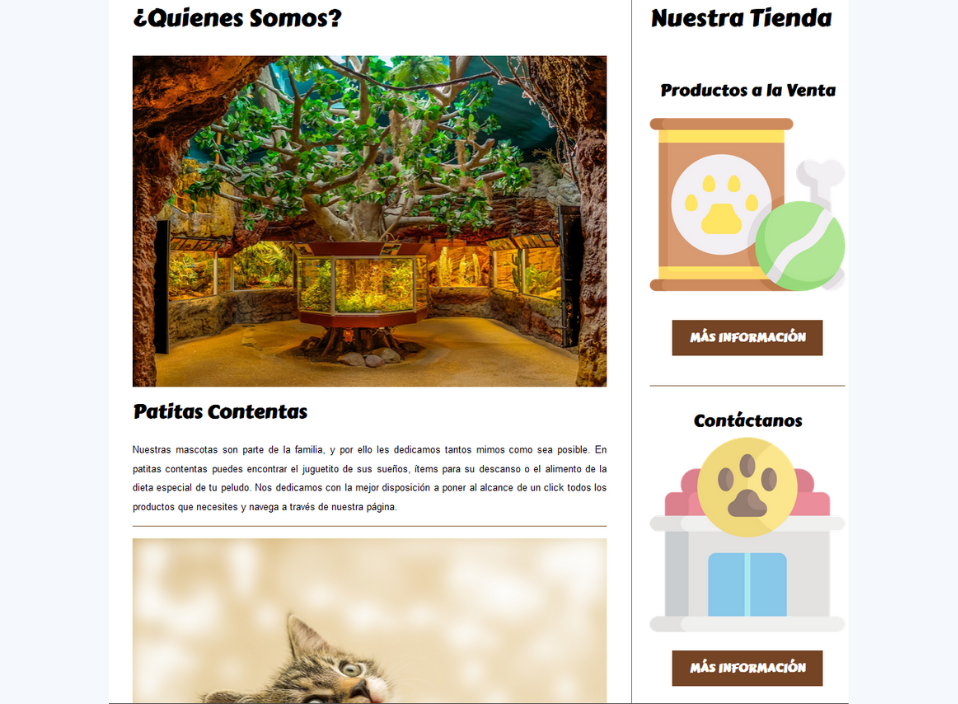 ¿Quienes Somos?
Patitas Contentas
Nuestras mascotas son parte de la familia, y por ello les dedicamos tantos mimos como sea posible. En
patitas contentas puedes encontrar el juguetito de sus sueños, ítems para su descanso o el alimento de la
dieta especial de tu peludo. Nos dedicamos con la mejor disposición a poner al alcance de un click todos los
productos que necesites y navega a través de nuestra página.
Nuestra Tienda
Productos a la Venta
MÁS INFORMACIÓN
Contáctanos
MÁS INFORMACIÓN